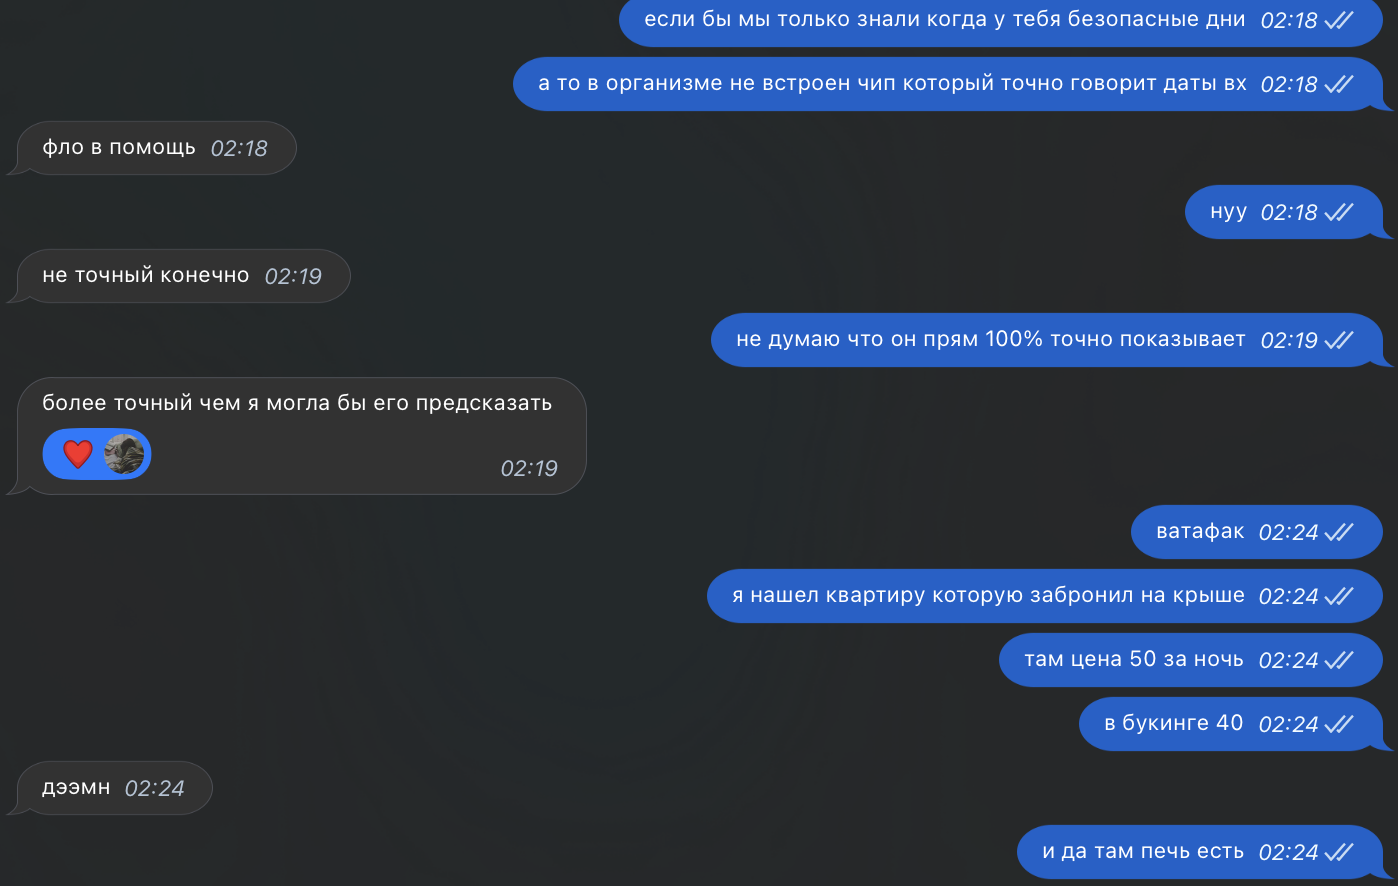 если бы мы только знали когда у тебя безопасные дни 02:18
а то в организме не встроен чип который точно говорит даты вх 02:18
фло в помощь 02:18
нуу 02:18
не точный конечно 02:19
не думаю что он прям 100% точно показывает 02:19
более точный чем я могла бы его предсказать
02:19
ватафак 02:24
я нашел квартиру которую забронил на крыше 02:24
там цена 50 за ночь 02:24
в букинге 40 02:24
дээмн 02:24
и да там печь есть 02:24